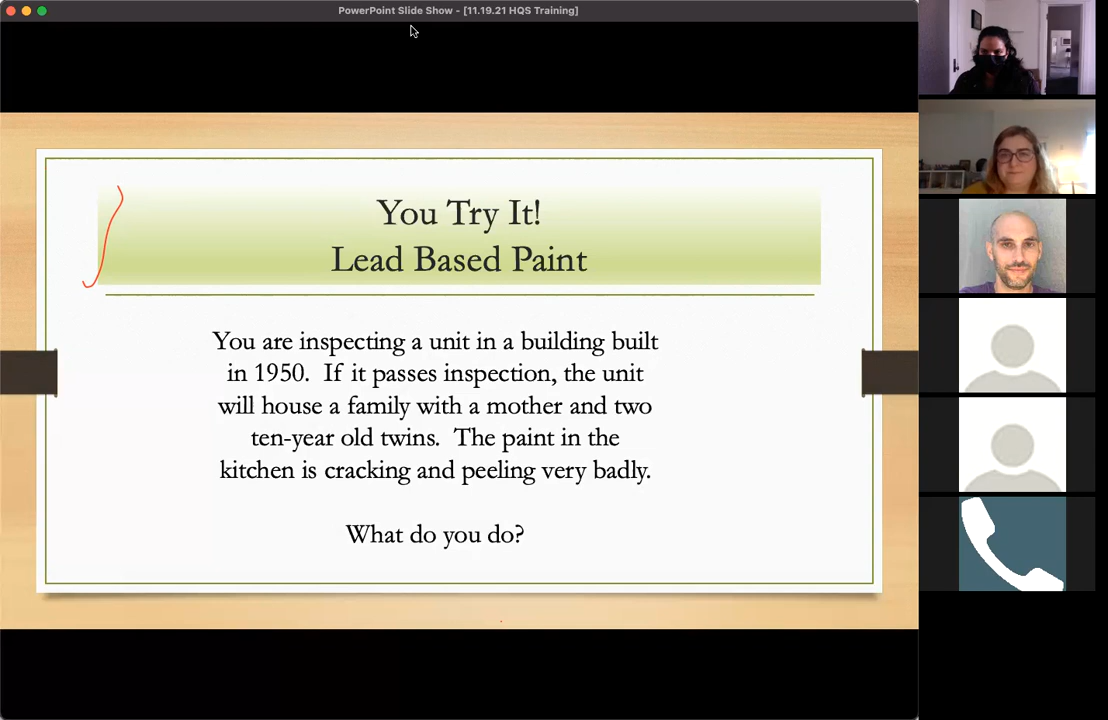 PowerPoint Slide Show - [11.19.21 HQS Training]
You Try It!
Lead Based Paint
You are inspecting a unit in a building built
in 1950. If it passes inspection, the unit
will house a family with a mother and two
ten-year old twins. The paint in the
kitchen is cracking and peeling very badly.
What do you do?